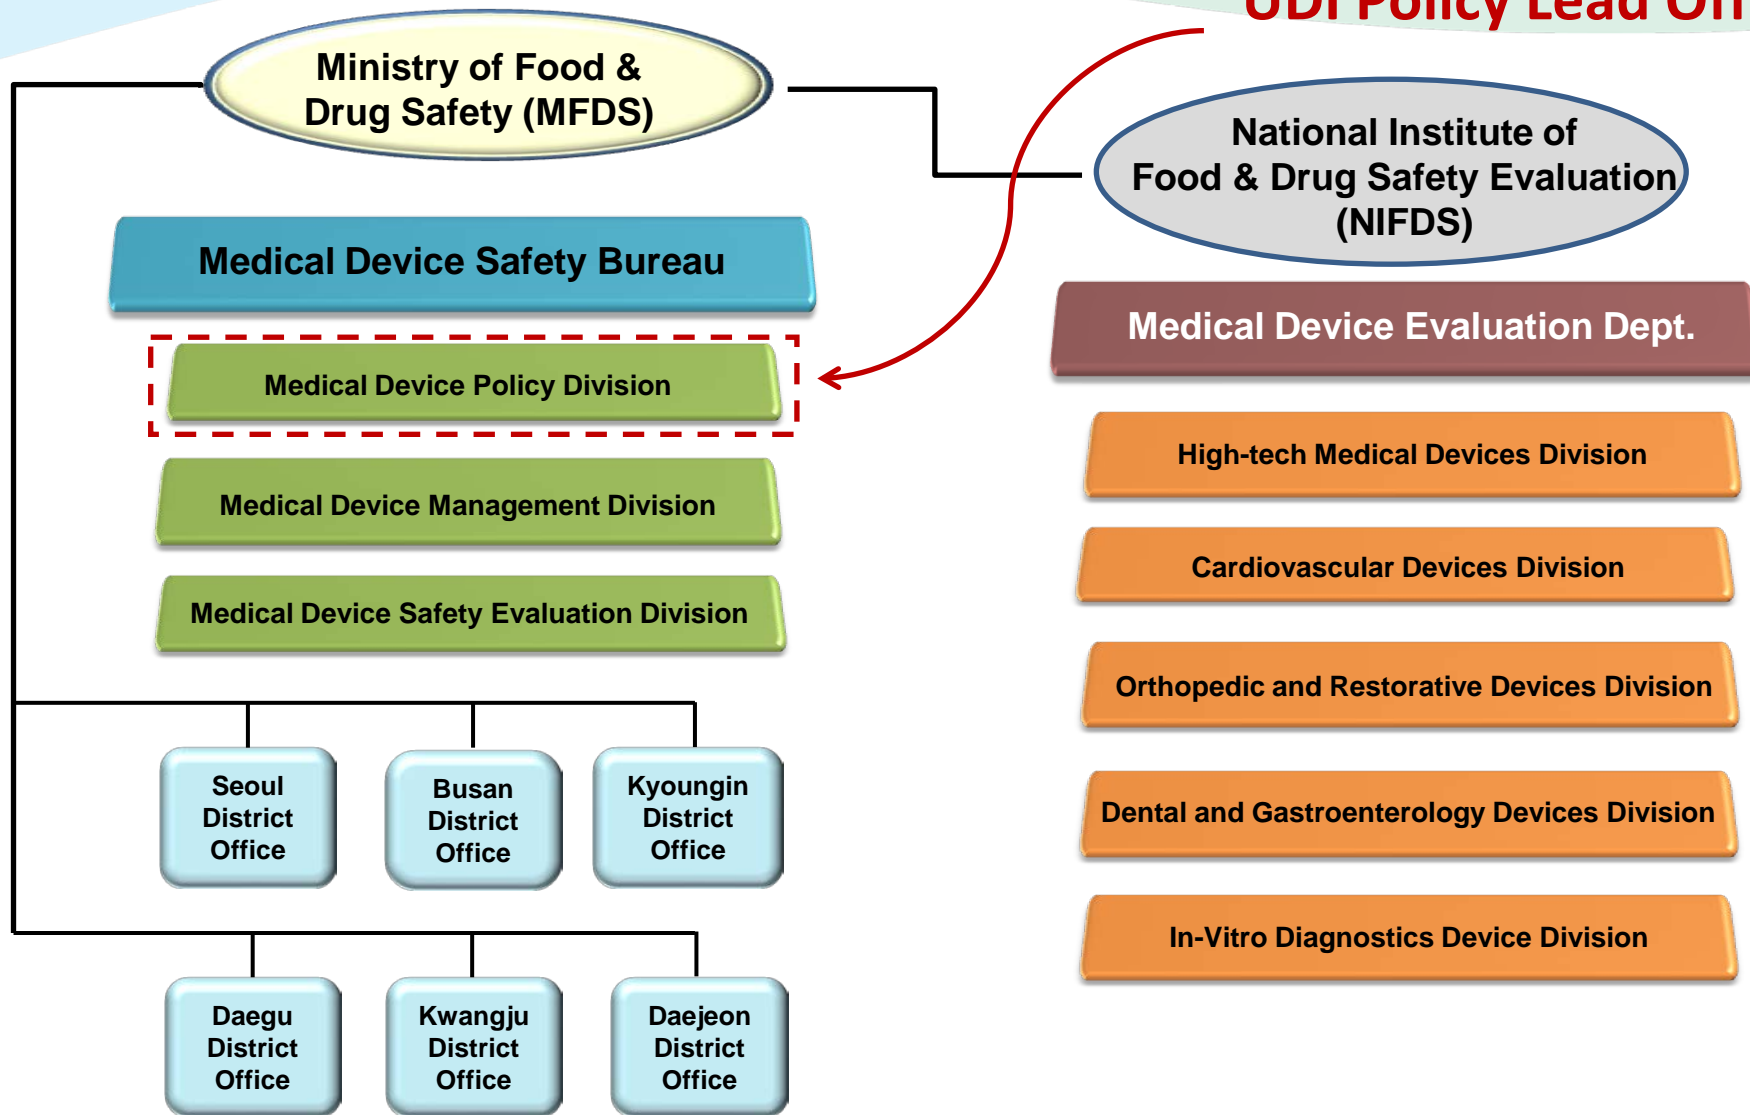 UDI Policy Lead
Ministry of Food &
Drug Safety (MFDS)
National Institute of
Food & Drug Safety Evaluation
(NIFDS)
Medical Device Safety Bureau
Medical Device Policy Division
Medical Device Management Division
Medical Device Safety Evaluation Division
Medical Device Evaluation Dept.
High-tech Medical Devices Division
Cardiovascular Devices Division
Orthopedic and Restorative Devices Division
Dental and Gastroenterology Devices Division
In-Vitro Diagnostics Device Division
Seoul
District
Office
Busan
District
Office
Kyoungin
District
Office
Daegu
District
Office
Kwangju
District
Office
Daejeon
District
Office